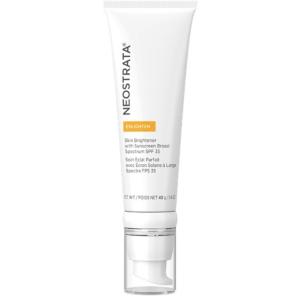 NEOSTRATA®
ENLIGHTEN
Skin Brightener
with Sunscreen Broad
Spectrum SPF 35
Soin Éclat Parfait
avec Écran Solaire à Large
Spectre FPS 35
NET WT / POIDS NET 40 g / 1.4 OZ